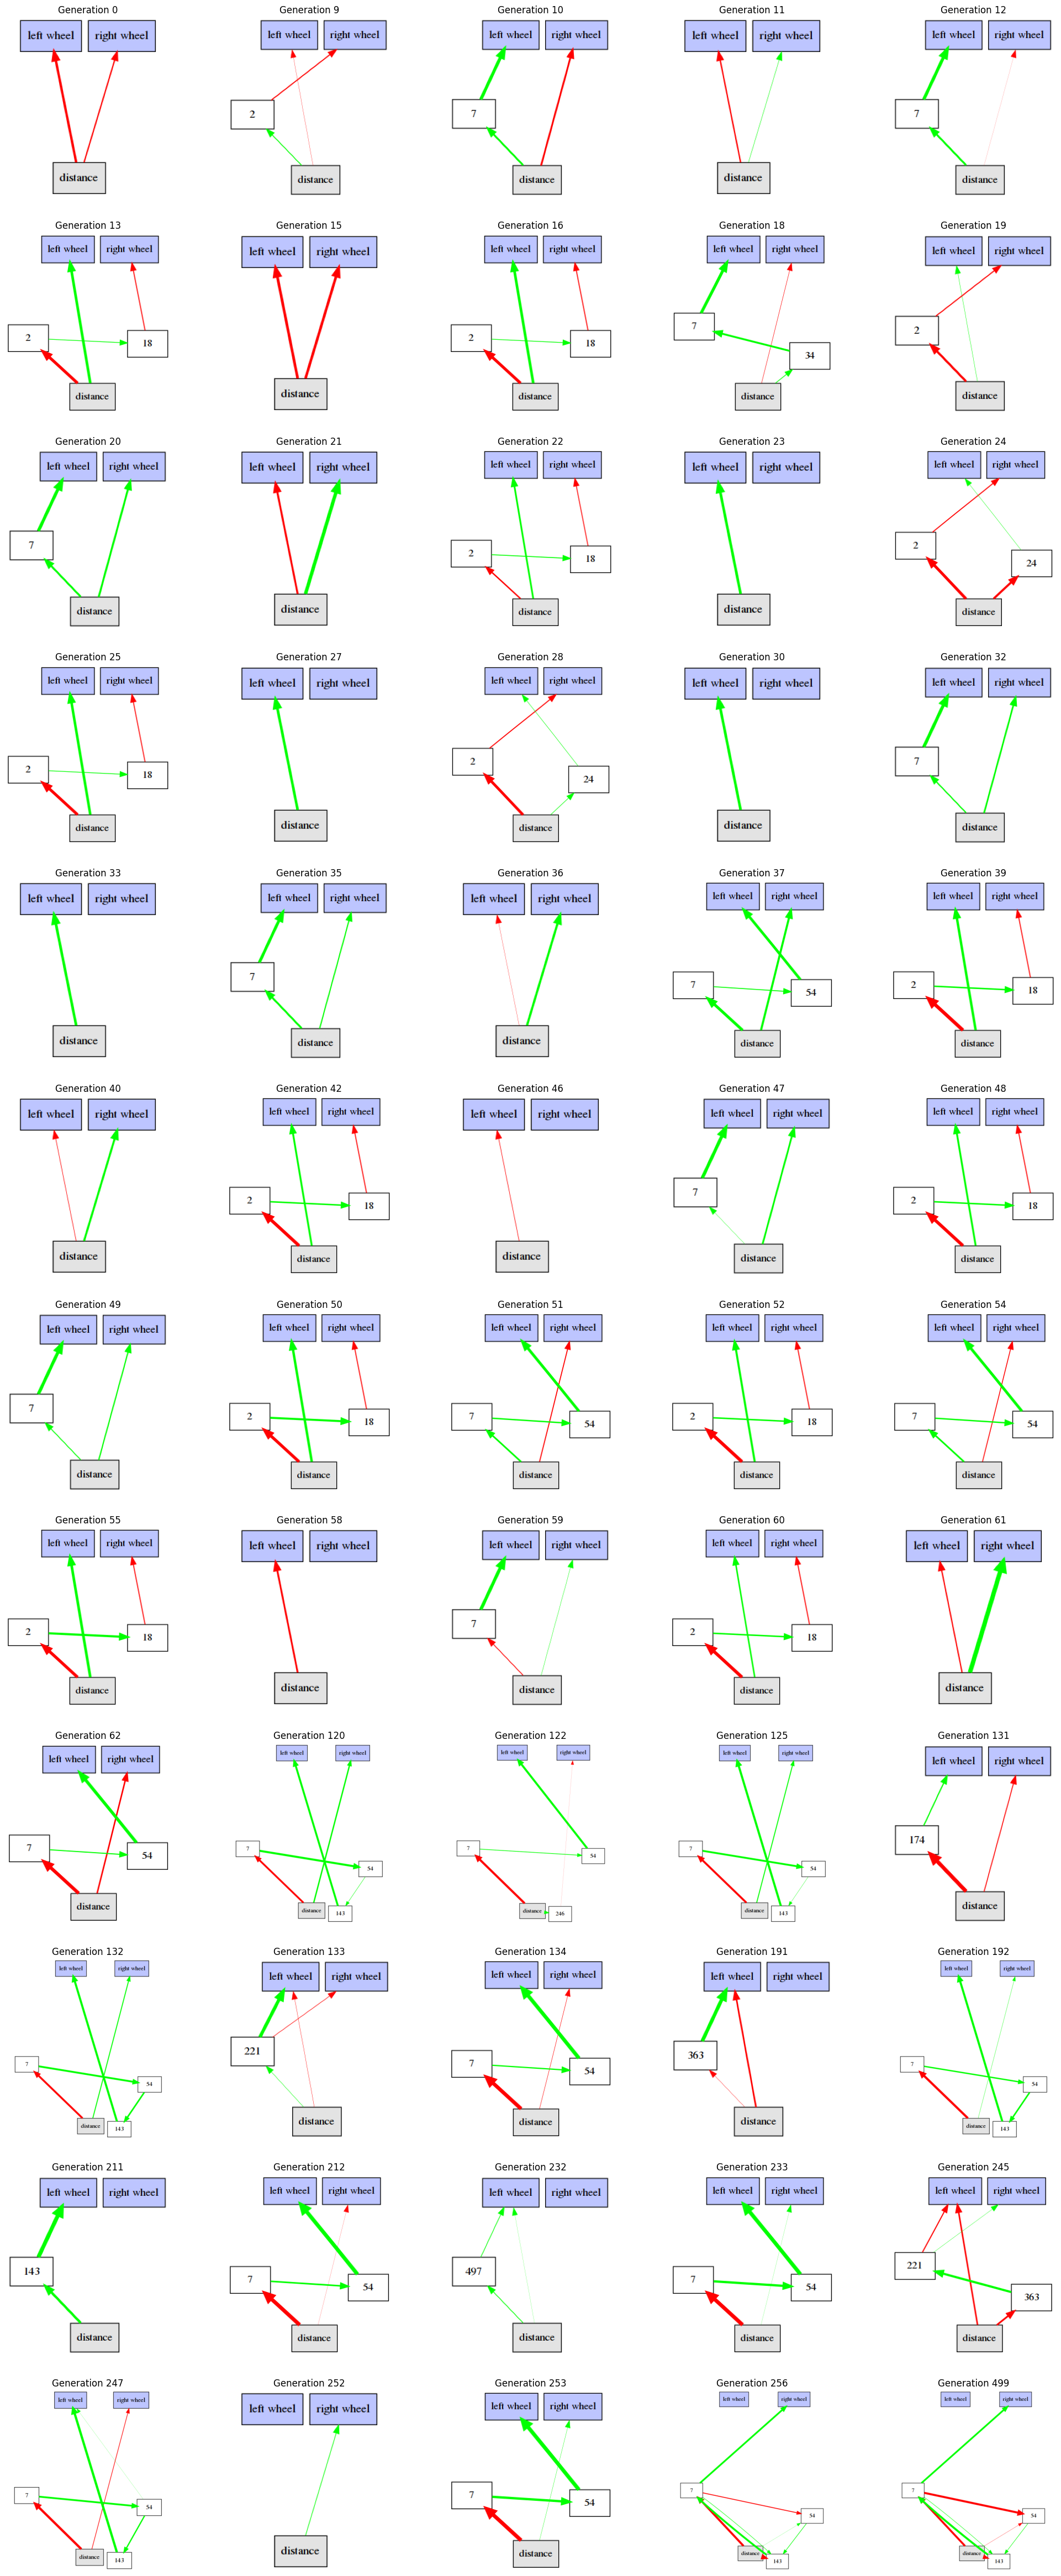 Generation 0
left wheel right wheel
distance
Generation 9
left wheel right wheel
2
distance
Generation 10
left wheel right wheel
7
distance
Generation 11
left wheel right wheel
distance
Generation 12
left wheel right wheel
7
distance
Generation 13
left wheel right wheel
2 18
distance
Generation 15
left wheel right wheel
distance
Generation 16
left wheel right wheel
2 18
distance
Generation 18
left wheel right wheel
7
34
distance
Generation 19
left wheel right wheel
2
distance
Generation 20
left wheel right wheel
7
distance
Generation 21
left wheel right wheel
distance
Generation 22
left wheel right wheel
2 18
distance
Generation 23
left wheel right wheel
distance
Generation 24
left wheel right wheel
2
24
distance
Generation 25
left wheel right wheel
2 18
distance
Generation 27
left wheel right wheel
distance
Generation 28
left wheel right wheel
2
24
distance
Generation 30
left wheel right wheel
distance
Generation 32
left wheel right wheel
7
distance
Generation 33
left wheel right wheel
distance
Generation 35
left wheel right wheel
7
distance
Generation 36
left wheel right wheel
distance
Generation 37
left wheel right wheel
7 54
distance
Generation 39
left wheel right wheel
2 18
distance
Generation 40
left wheel right wheel
distance
Generation 42
left wheel right wheel
2 18
distance
Generation 46
left wheel right wheel
distance
Generation 47
left wheel right wheel
7
distance
Generation 48
left wheel right wheel
2 18
distance
Generation 49
left wheel right wheel
7
distance
Generation 50
left wheel right wheel
2 18
distance
Generation 51
left wheel right wheel
7 54
distance
Generation 52
left wheel right wheel
2 18
distance
Generation 54
left wheel right wheel
7 54
distance
Generation 55
left wheel right wheel
2 18
distance
Generation 58
left wheel right wheel
distance
Generation 59
left wheel right wheel
7
distance
Generation 60
left wheel right wheel
2 18
distance
Generation 61
left wheel right wheel
distance
Generation 62
left wheel right wheel
7 54
distance
Generation 120
left wheel right wheel
7
54
distance 143
Generation 122
left wheel right wheel
7
54
distance 246
Generation 125
left wheel right wheel
7
54
distance 143
Generation 131
left wheel right wheel
174
distance
Generation 132
left wheel right wheel
7
54
distance 143
Generation 133
left wheel right wheel
221
distance
Generation 134
left wheel right wheel
7 54
distance
Generation 191
left wheel right wheel
363
distance
Generation 192
left wheel right wheel
7
54
distance 143
Generation 211
left wheel right wheel
143
distance
Generation 212
left wheel right wheel
7 54
distance
Generation 232
left wheel right wheel
497
distance
Generation 233
left wheel right wheel
7 54
distance
Generation 245
left wheel right wheel
221
363
distance
Generation 247
left wheel right wheel
7
54
distance 143
Generation 252
left wheel right wheel
distance
Generation 253
left wheel right wheel
7 54
distance
Generation 256
left wheel right wheel
7
54
distance 143
Generation 499
left wheel right wheel
7
54
distance 143